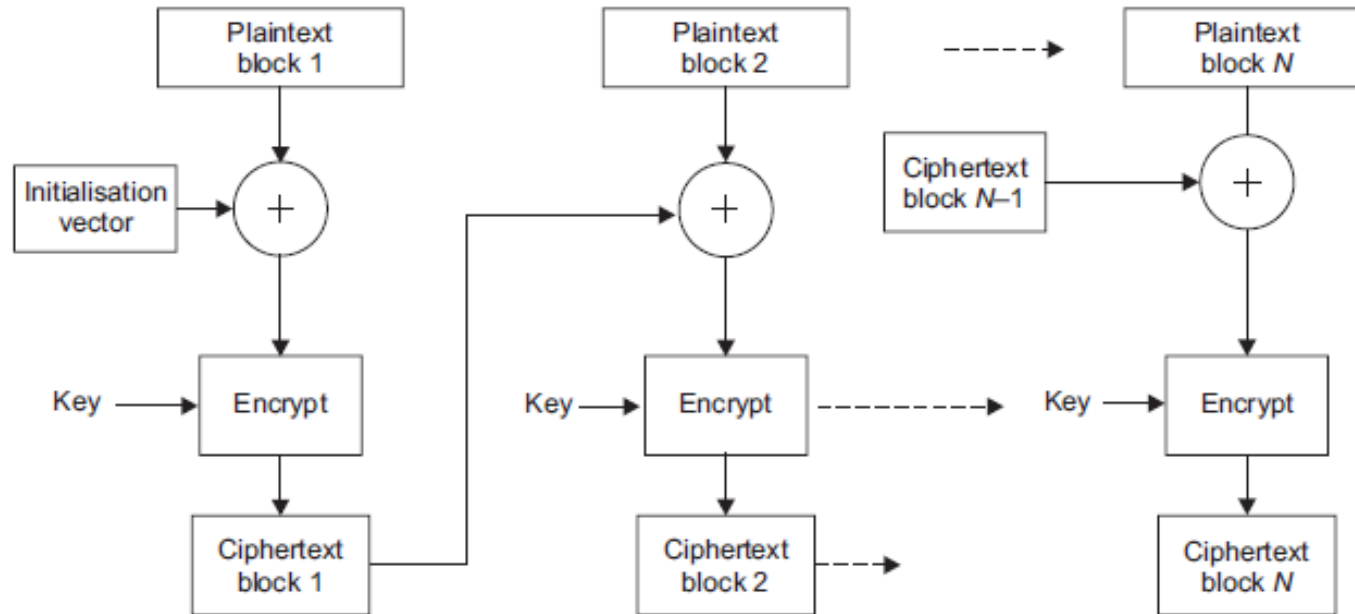 Plaintext
block 1
Plaintext
block 2
Plaintext
block N
Initialisation
vector
+
+
Ciphertext
block N–1
+
Key
Encrypt
Key
Encrypt
Key
Encrypt
Ciphertext
block 1
Ciphertext
block 2
Ciphertext
block N